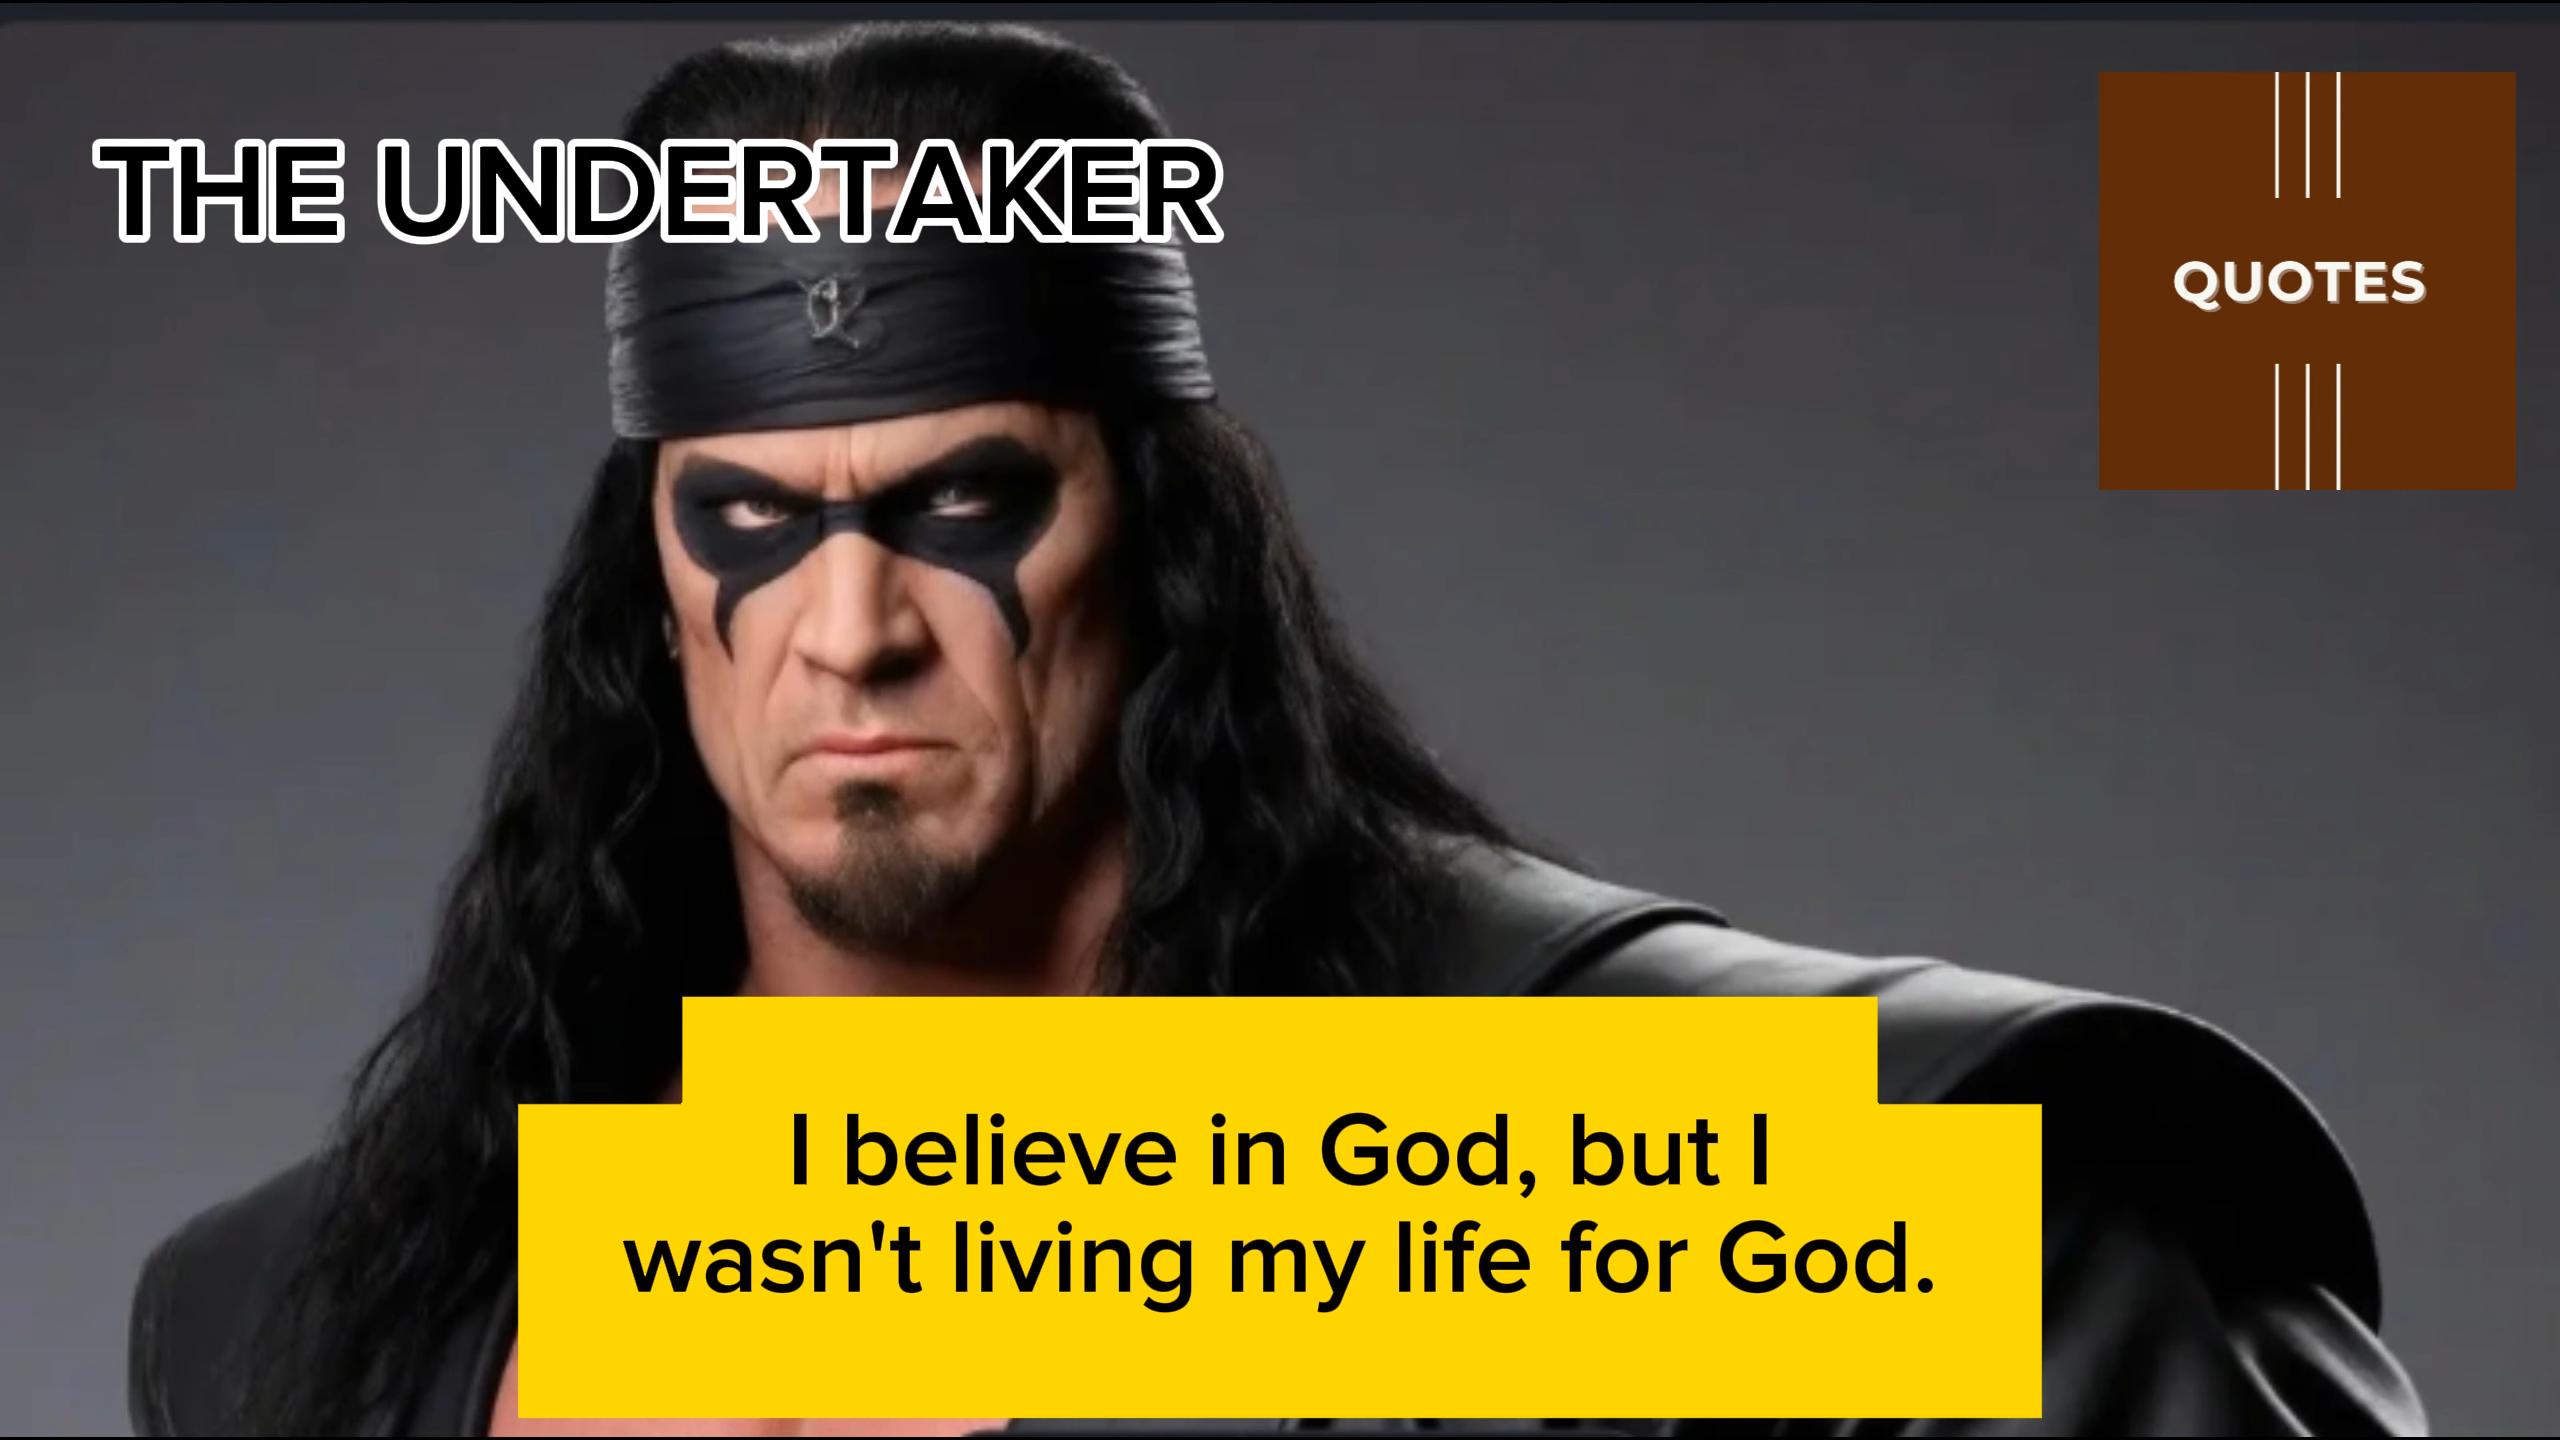 THE UNDERTAKER
QUOTES
I believe in God, but I
wasn't living my life for God.